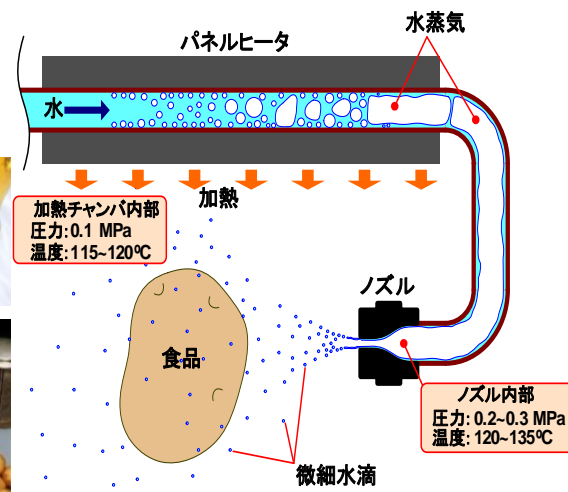 パネルヒータ
水蒸気
水
加熱
加熱チャンバ内部
圧力:0.1 MPa
温度:115~120℃
ノズル
食品
ノズル内部
圧力:0.2~0.3 MPa
温度:120~135℃
微細水滴